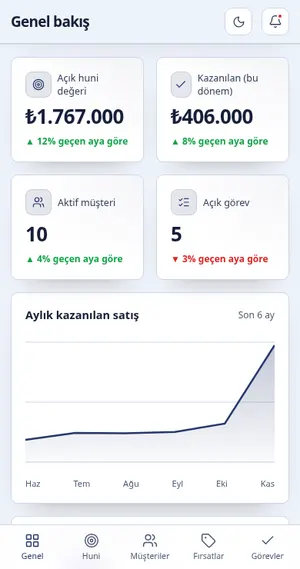 Genel bakış
Açık huni
değeri
₺1.767.000
▲ 12% geçen aya göre
Kazanılan (bu
dönem)
₺406.000
▲ 8% geçen aya göre
Aktif müşteri
10
▲ 4% geçen aya göre
Açık görev
5
▼ 3% geçen aya göre
Aylık kazanılan satış
Son 6 ay
Haz Tem Ağu Eyl Eki Kas
Genel Huni Müşteriler Fırsatlar Görevler